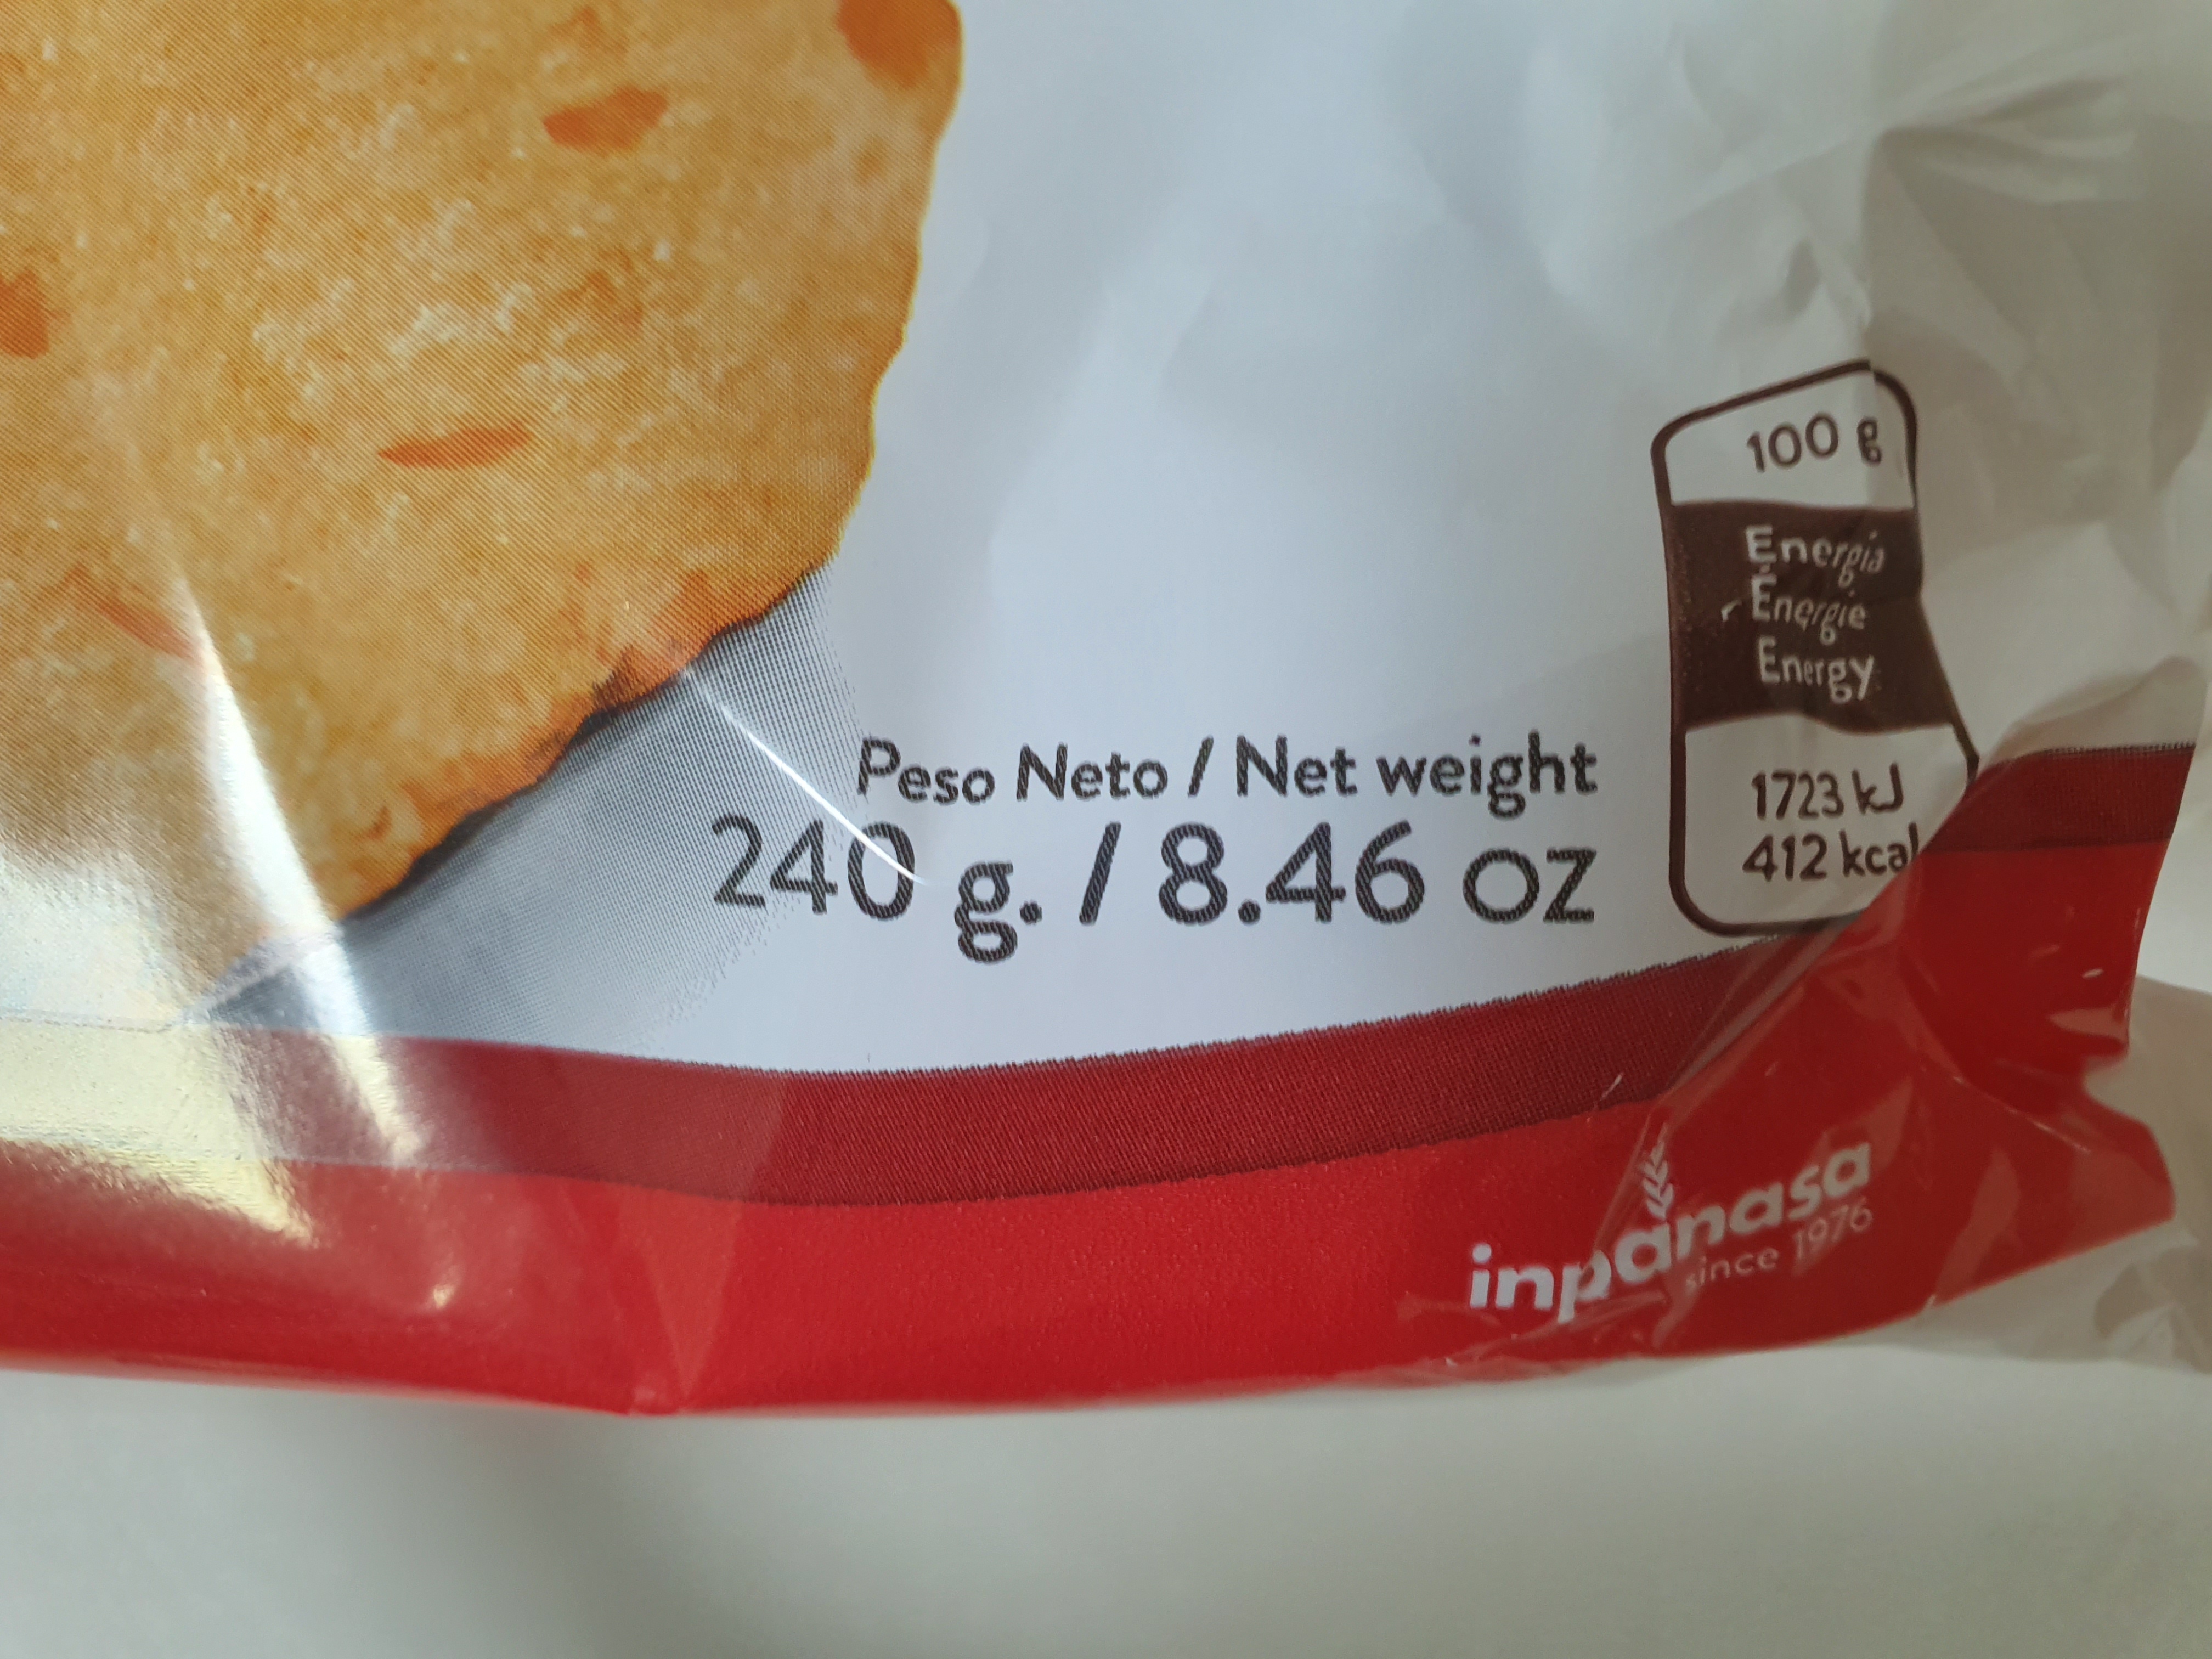 100 g
Energía
Énergie
Energy
1723 kJ
412 kcal
Peso Neto / Net weight
240 g. / 8.46 oz
inpanasa
since 1976